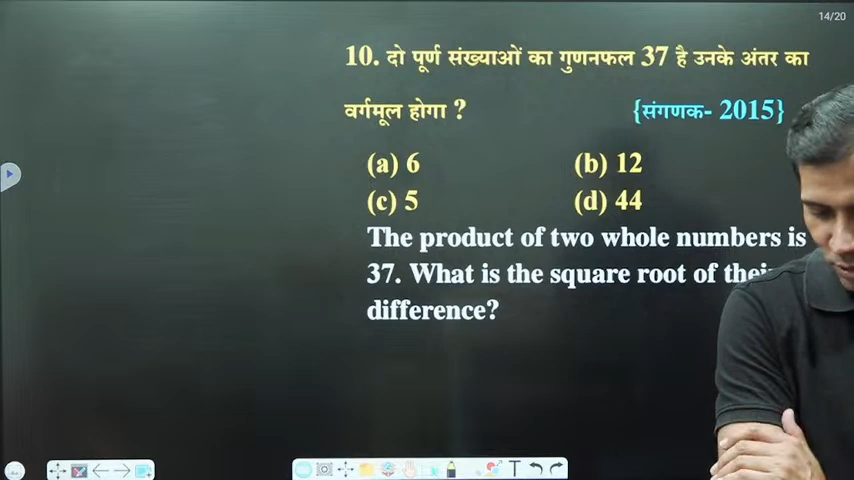 14/20
10. दो पूर्ण संख्याओं का गुणनफल 37 है उनके अंतर का
वर्गमूल होगा ? {संगणक- 2015}
(a) 6 (b) 12
(c) 5 (d) 44
The product of two whole numbers is
37. What is the square root of their
difference?
T